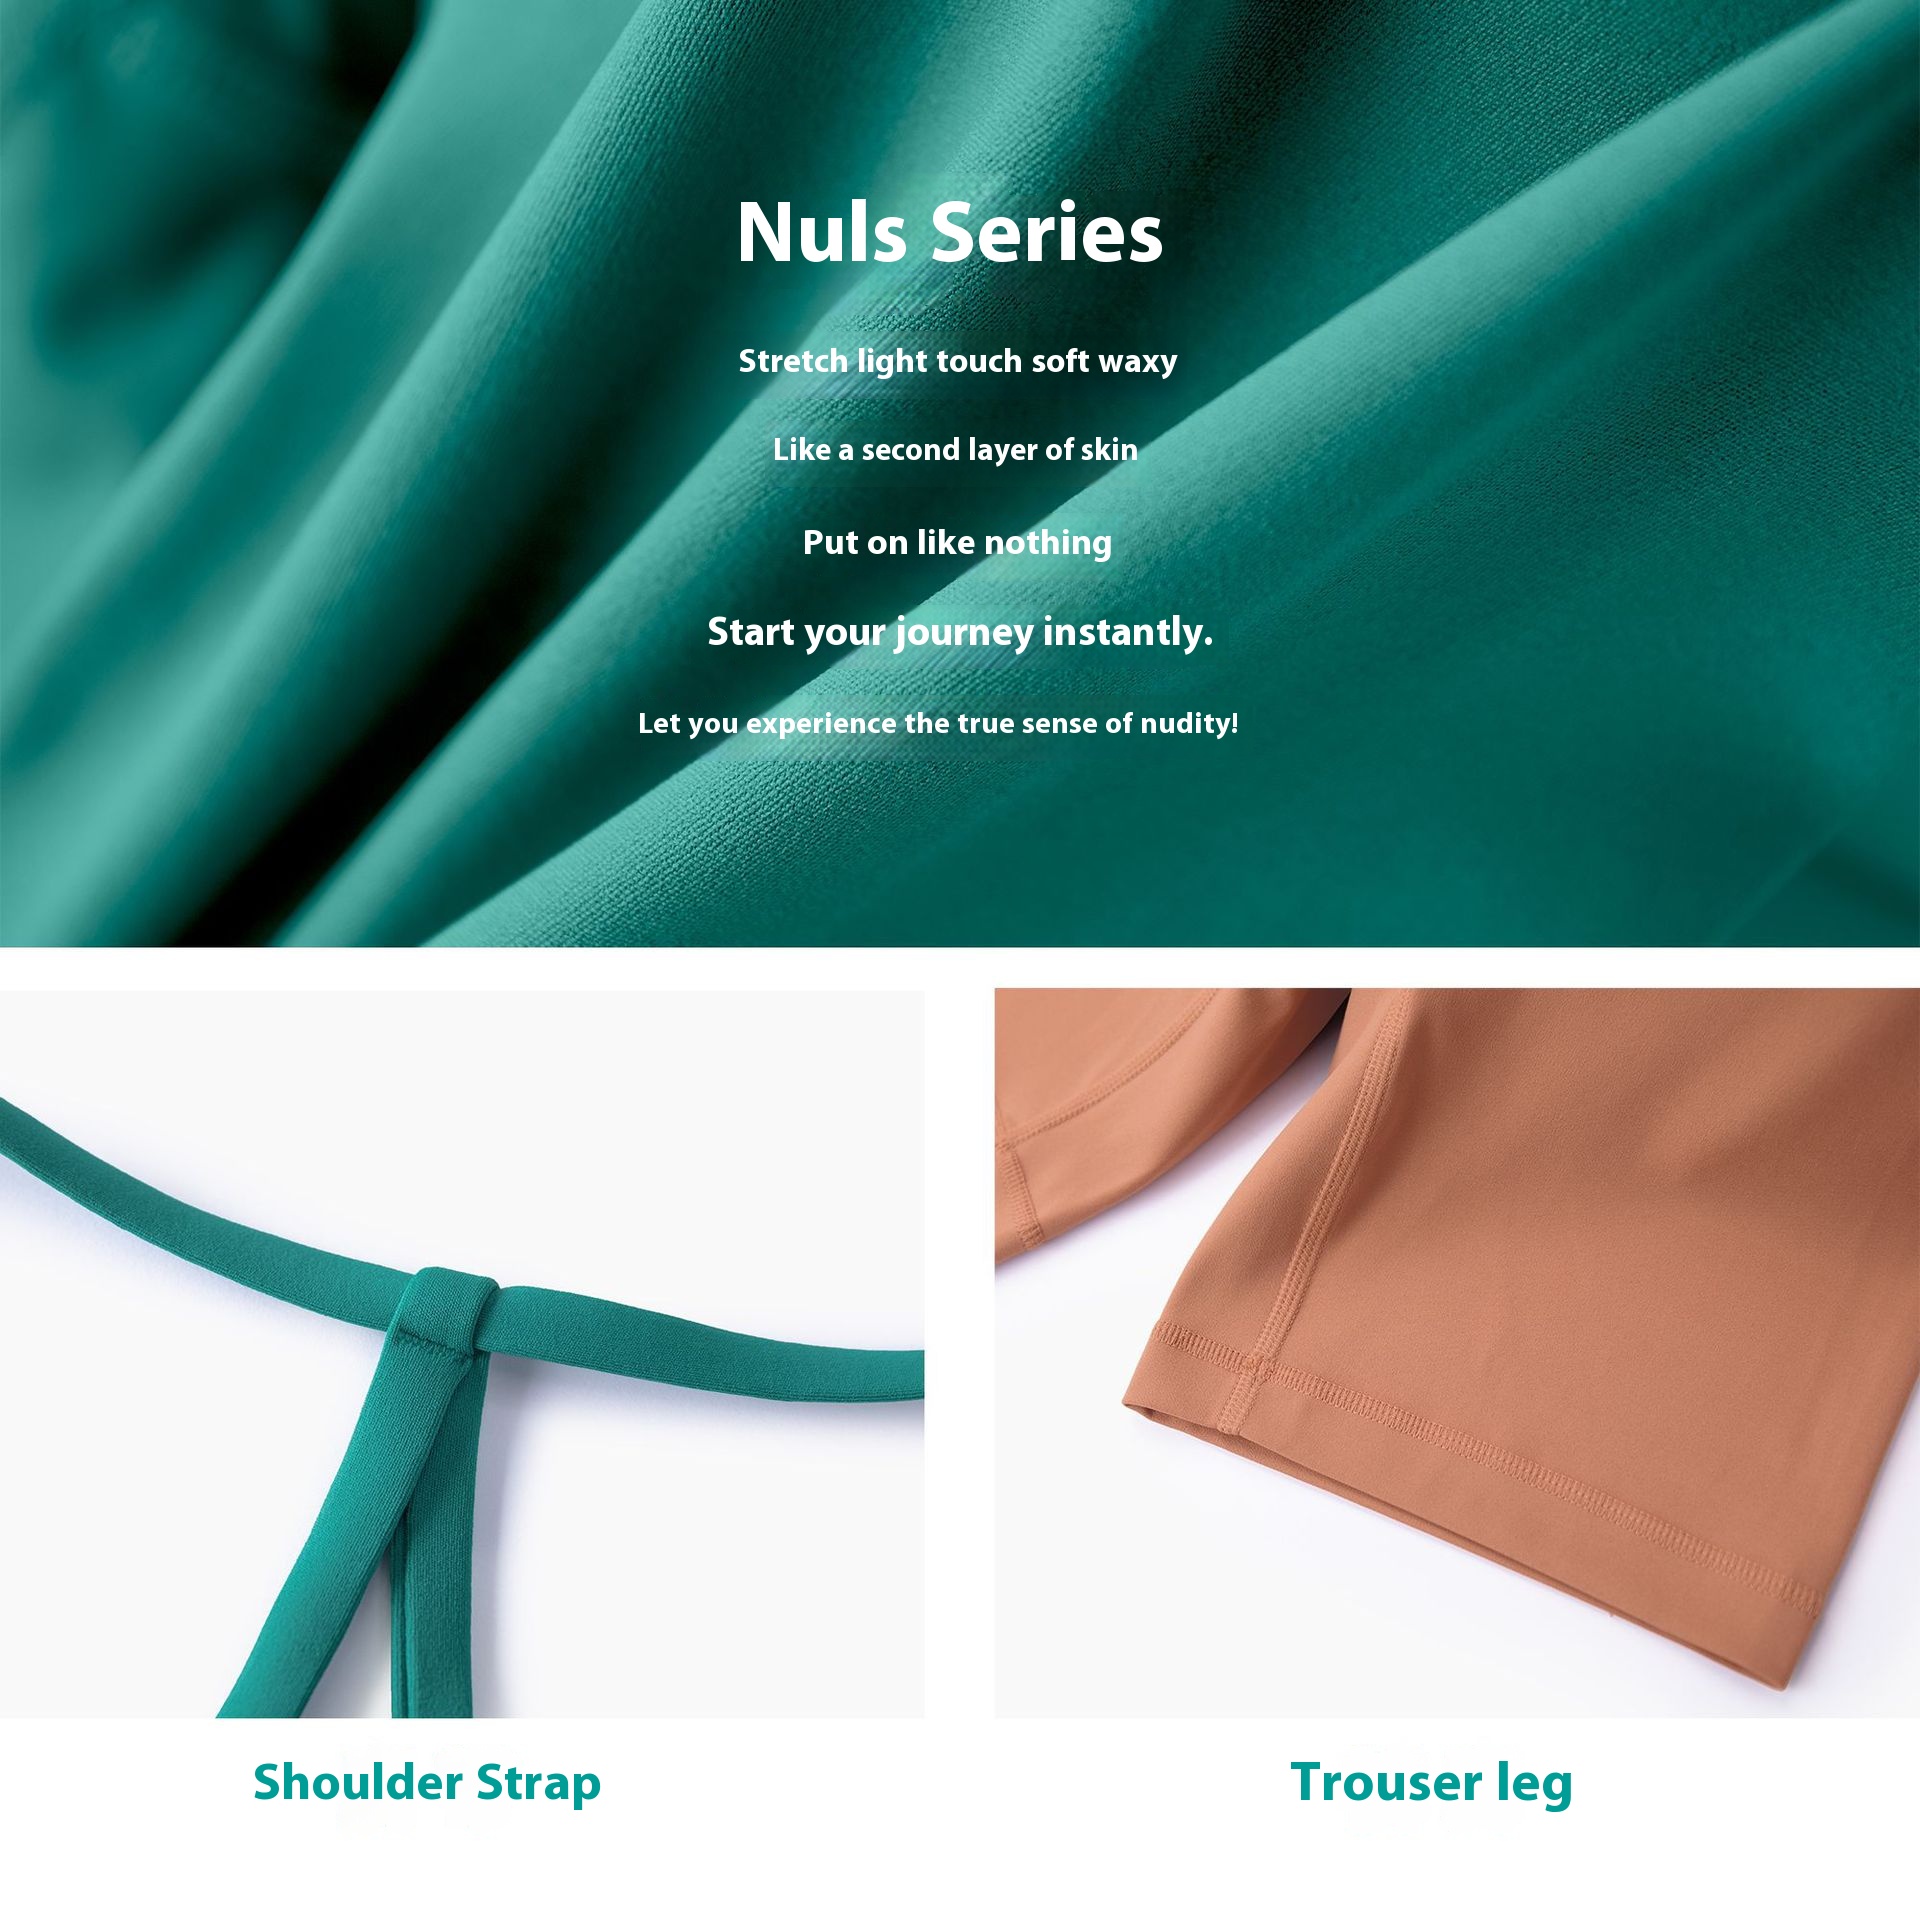 Nuls Series
Stretch light touch soft waxy
Like a second layer of skin
Put on like nothing
Start your journey instantly.
Let you experience the true sense of nudity!
Shoulder Strap
Trouser leg